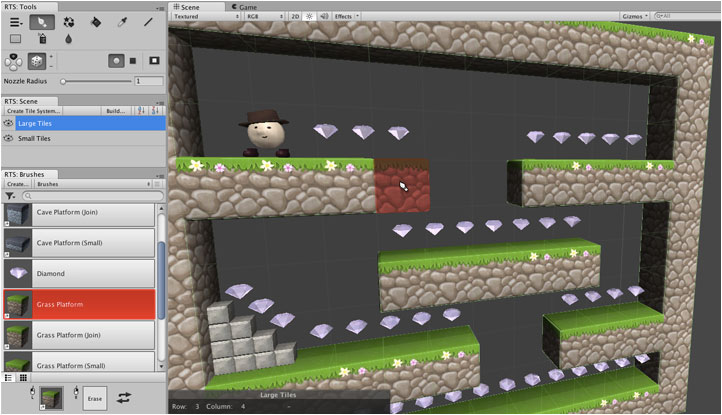 RTS: Tools
Nozzle Radius 1
RTS: Scene
Create Tile System... Build...
Large Tiles
Small Tiles
RTS: Brushes
Create... Brushes
Cave Platform (Join)
Cave Platform (Small)
Diamond
Grass Platform
Grass Platform (Join)
Grass Platform (Small)
Erase
Scene Game
Textured RGB 2D Effects Gizmos All
Large Tiles
Row: 3 Column: 4 -